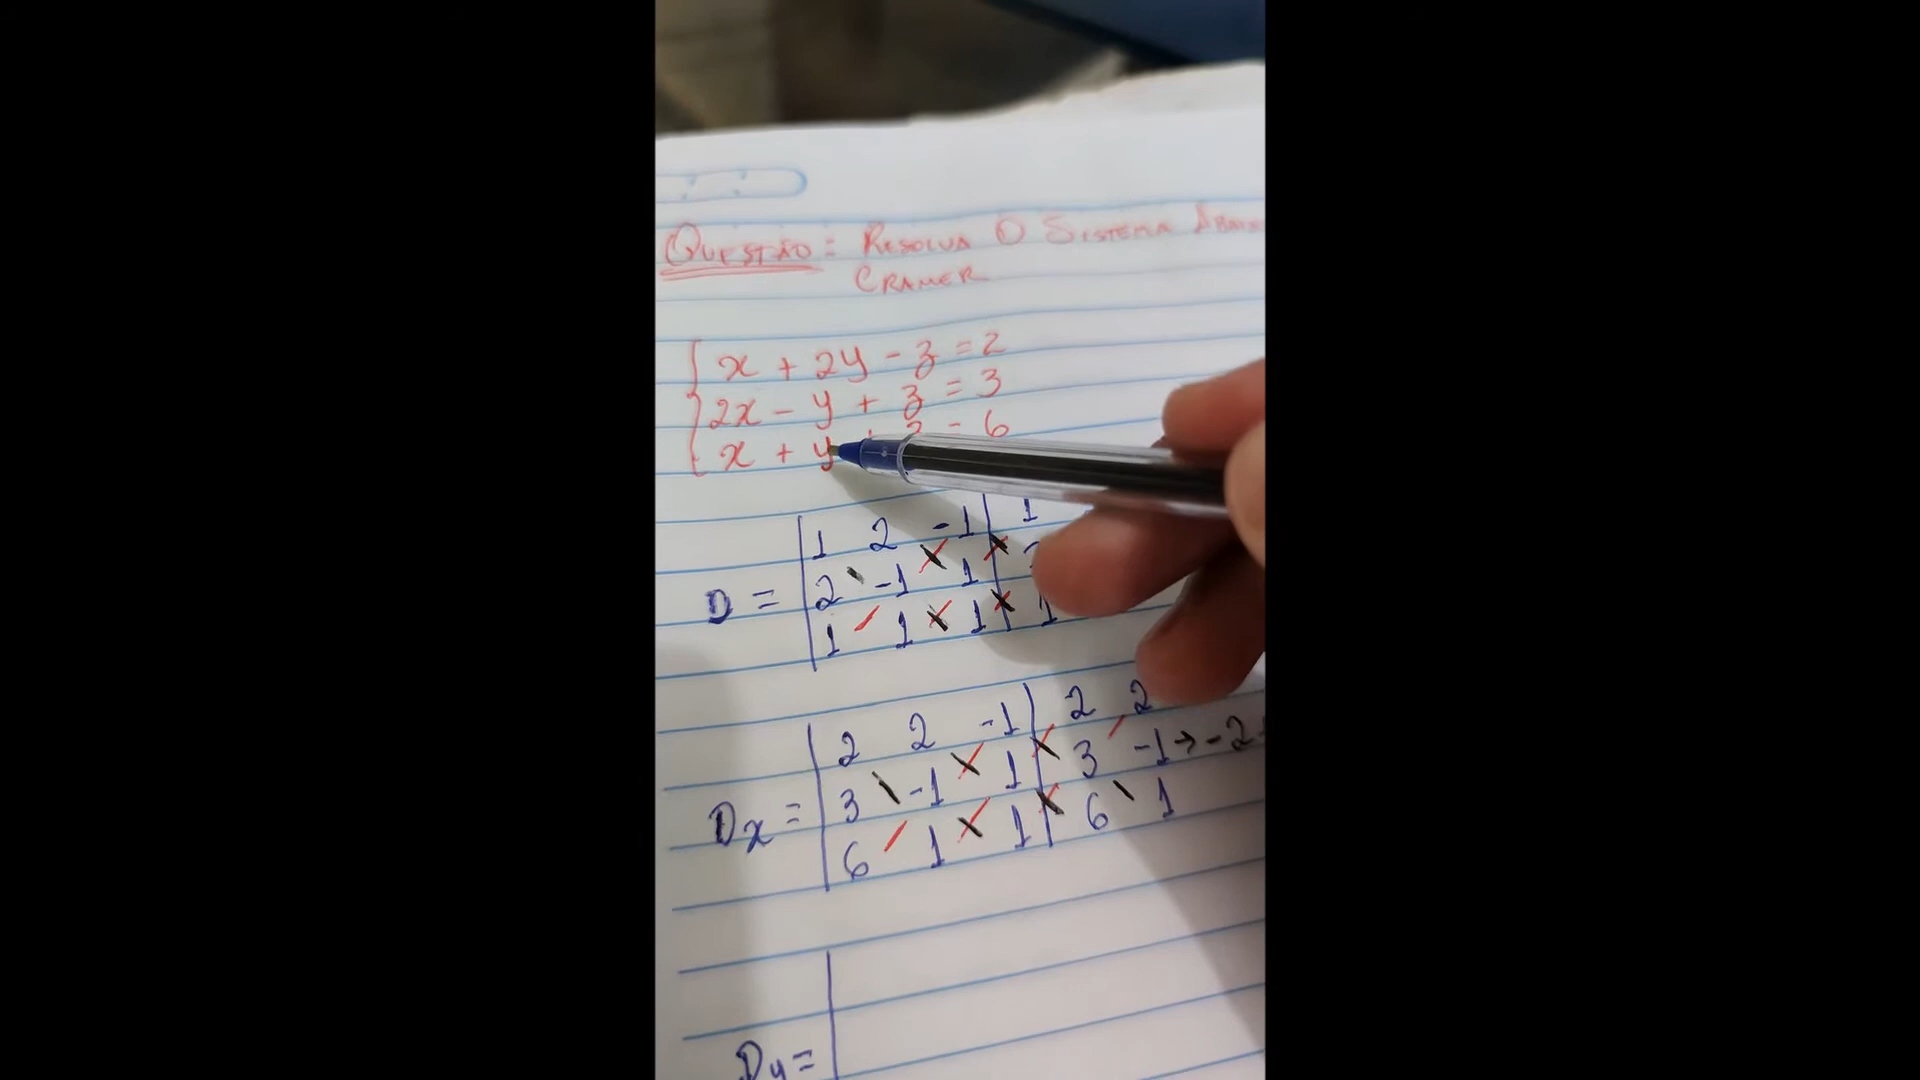 Questão: Resolva o Sistema
Cramer
x + 2y - z = 2
2x - y + z = 3
x + y + z = 6
1 2 -1 | 1
D = 2 -1 1
1 1 1 | 1
2 2 -1 | 2 2
Dx = 3 -1 1 | 3 -1 → -2
6 1 1 | 6 1
Dy =